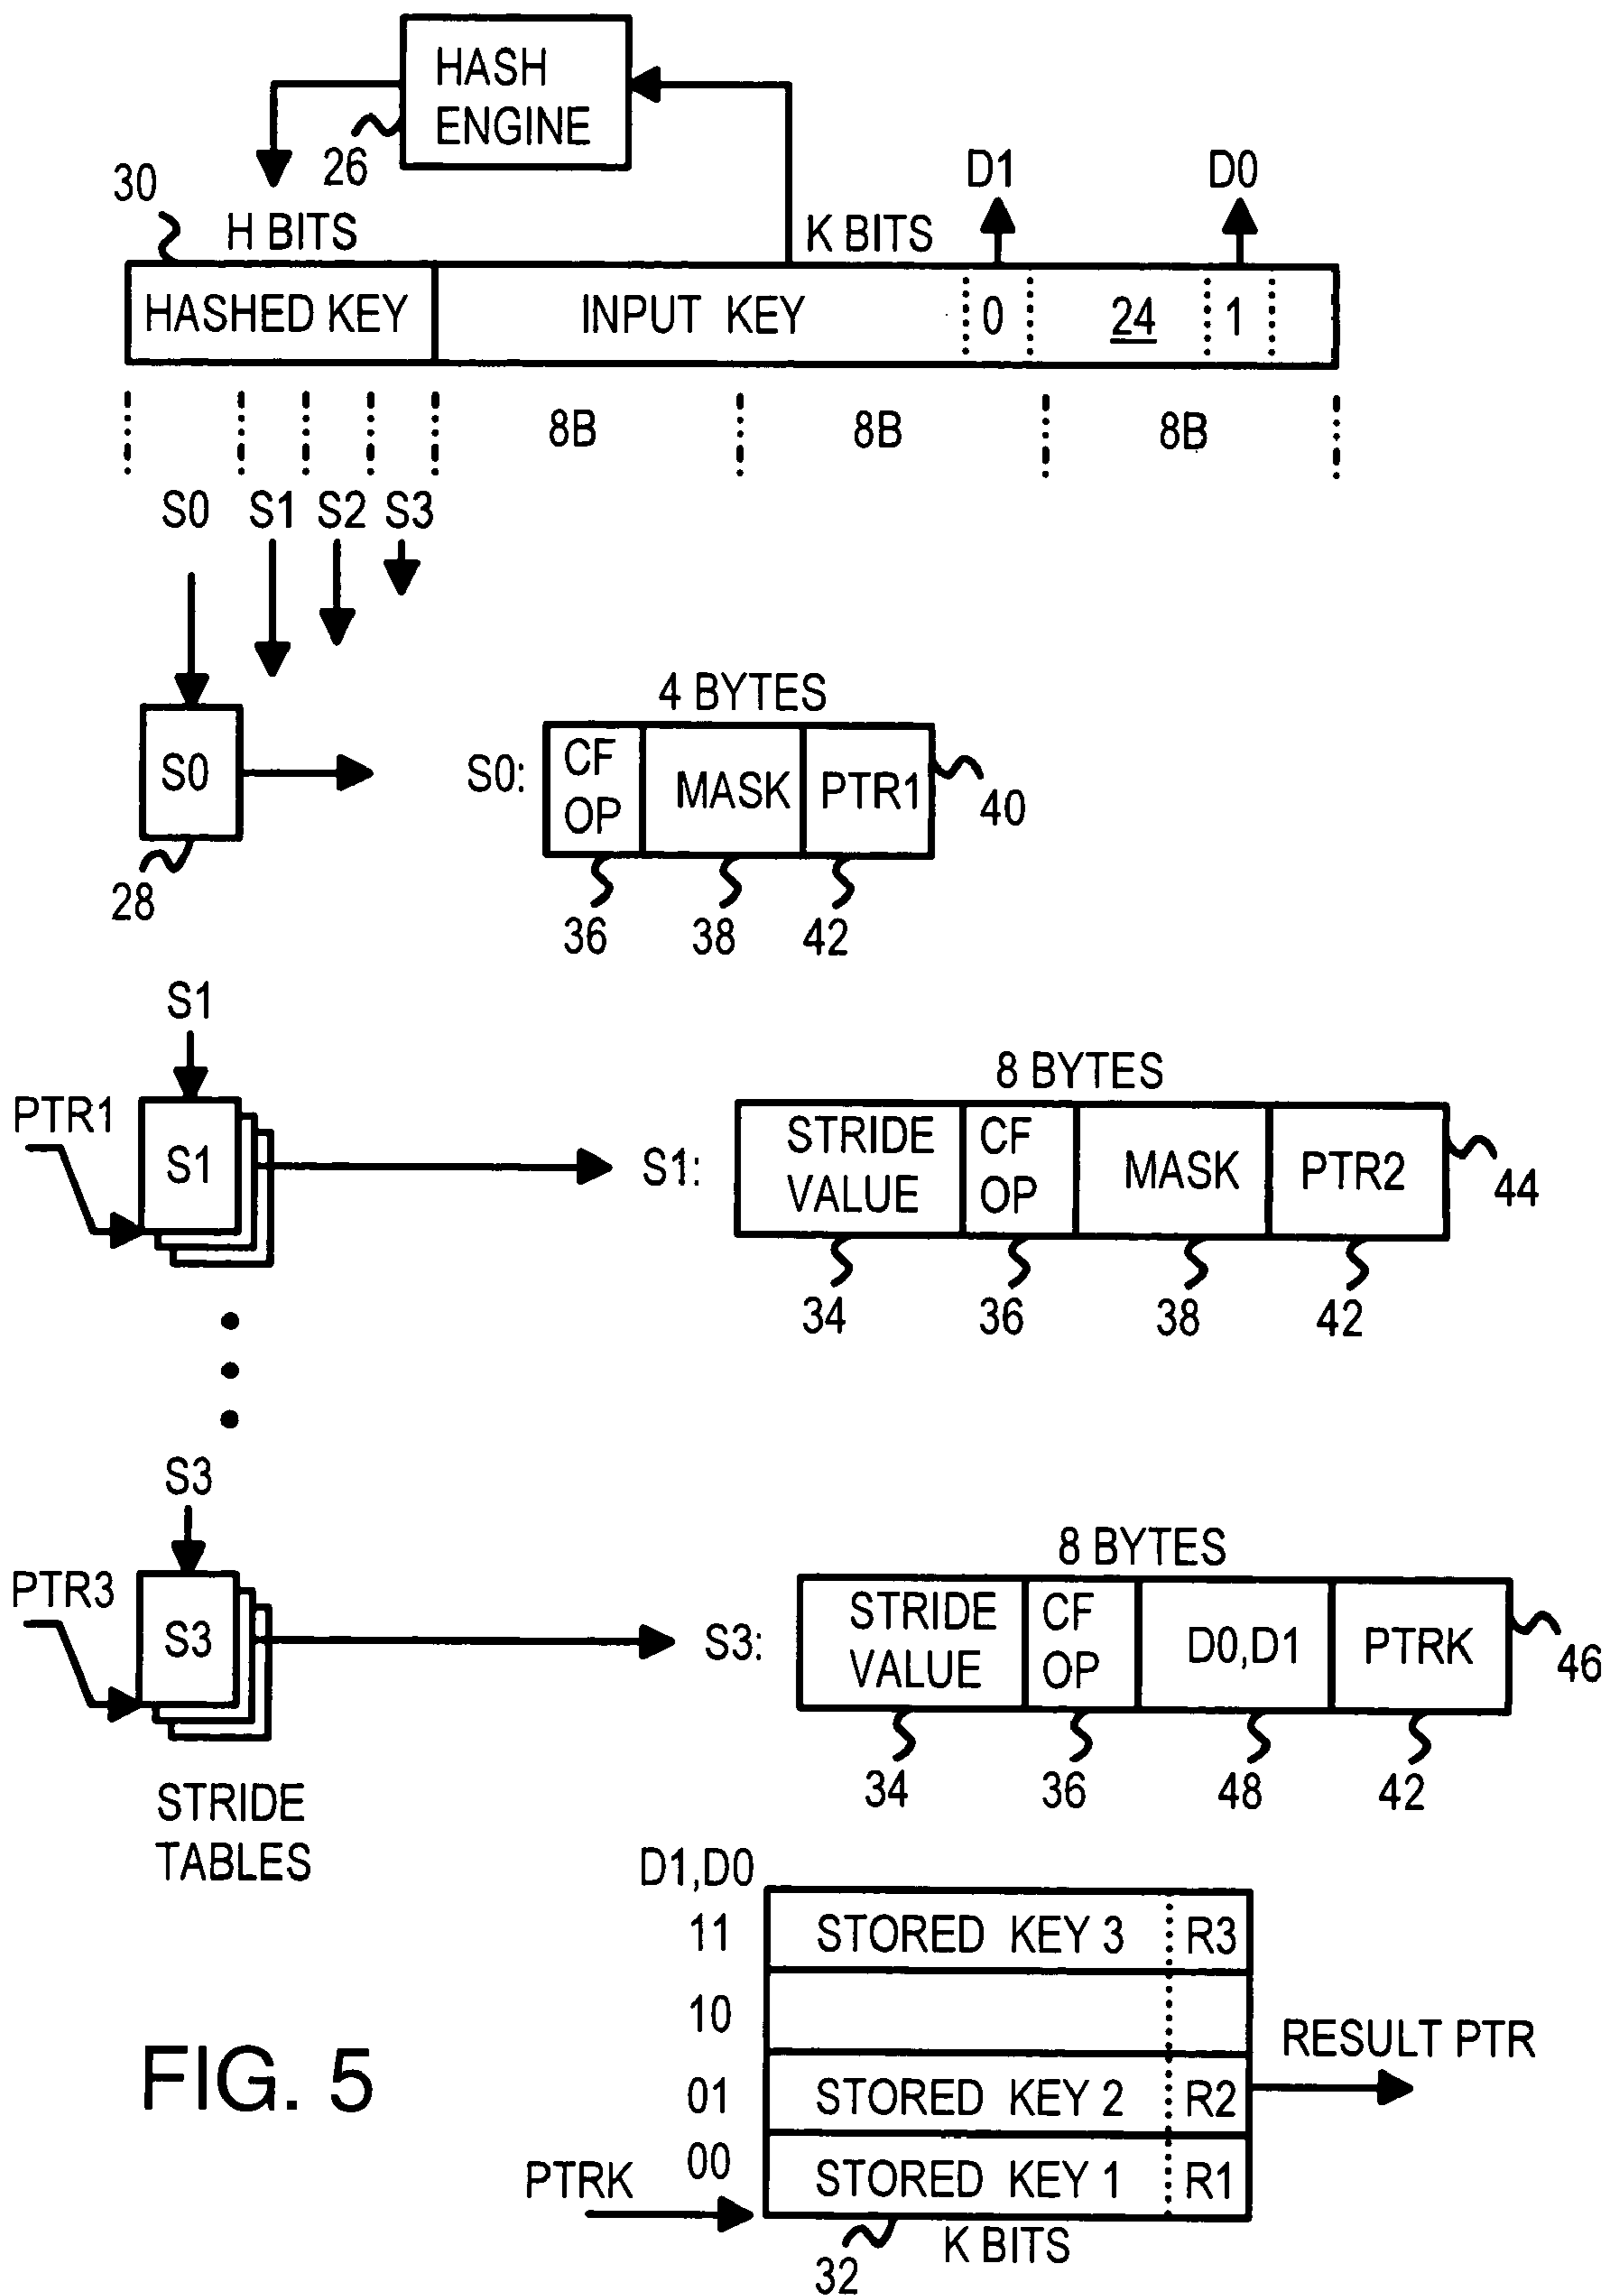 HASH
ENGINE
26
30
D1
D0
H BITS
K BITS
HASHED KEY
INPUT KEY
0
24
1
8B
8B
8B
S0
S1
S2
S3
4 BYTES
S0
S0:
CF
OP
MASK
PTR1
40
28
36
38
42
S1
8 BYTES
PTR1
S1
S1:
STRIDE
VALUE
CF
OP
MASK
PTR2
44
34
36
38
42
S3
8 BYTES
PTR3
S3
S3:
STRIDE
VALUE
CF
OP
D0,D1
PTRK
46
34
36
48
42
STRIDE
TABLES
D1,D0
11
STORED KEY 3
R3
10
RESULT PTR
01
STORED KEY 2
R2
00
STORED KEY 1
R1
PTRK
K BITS
32
FIG. 5